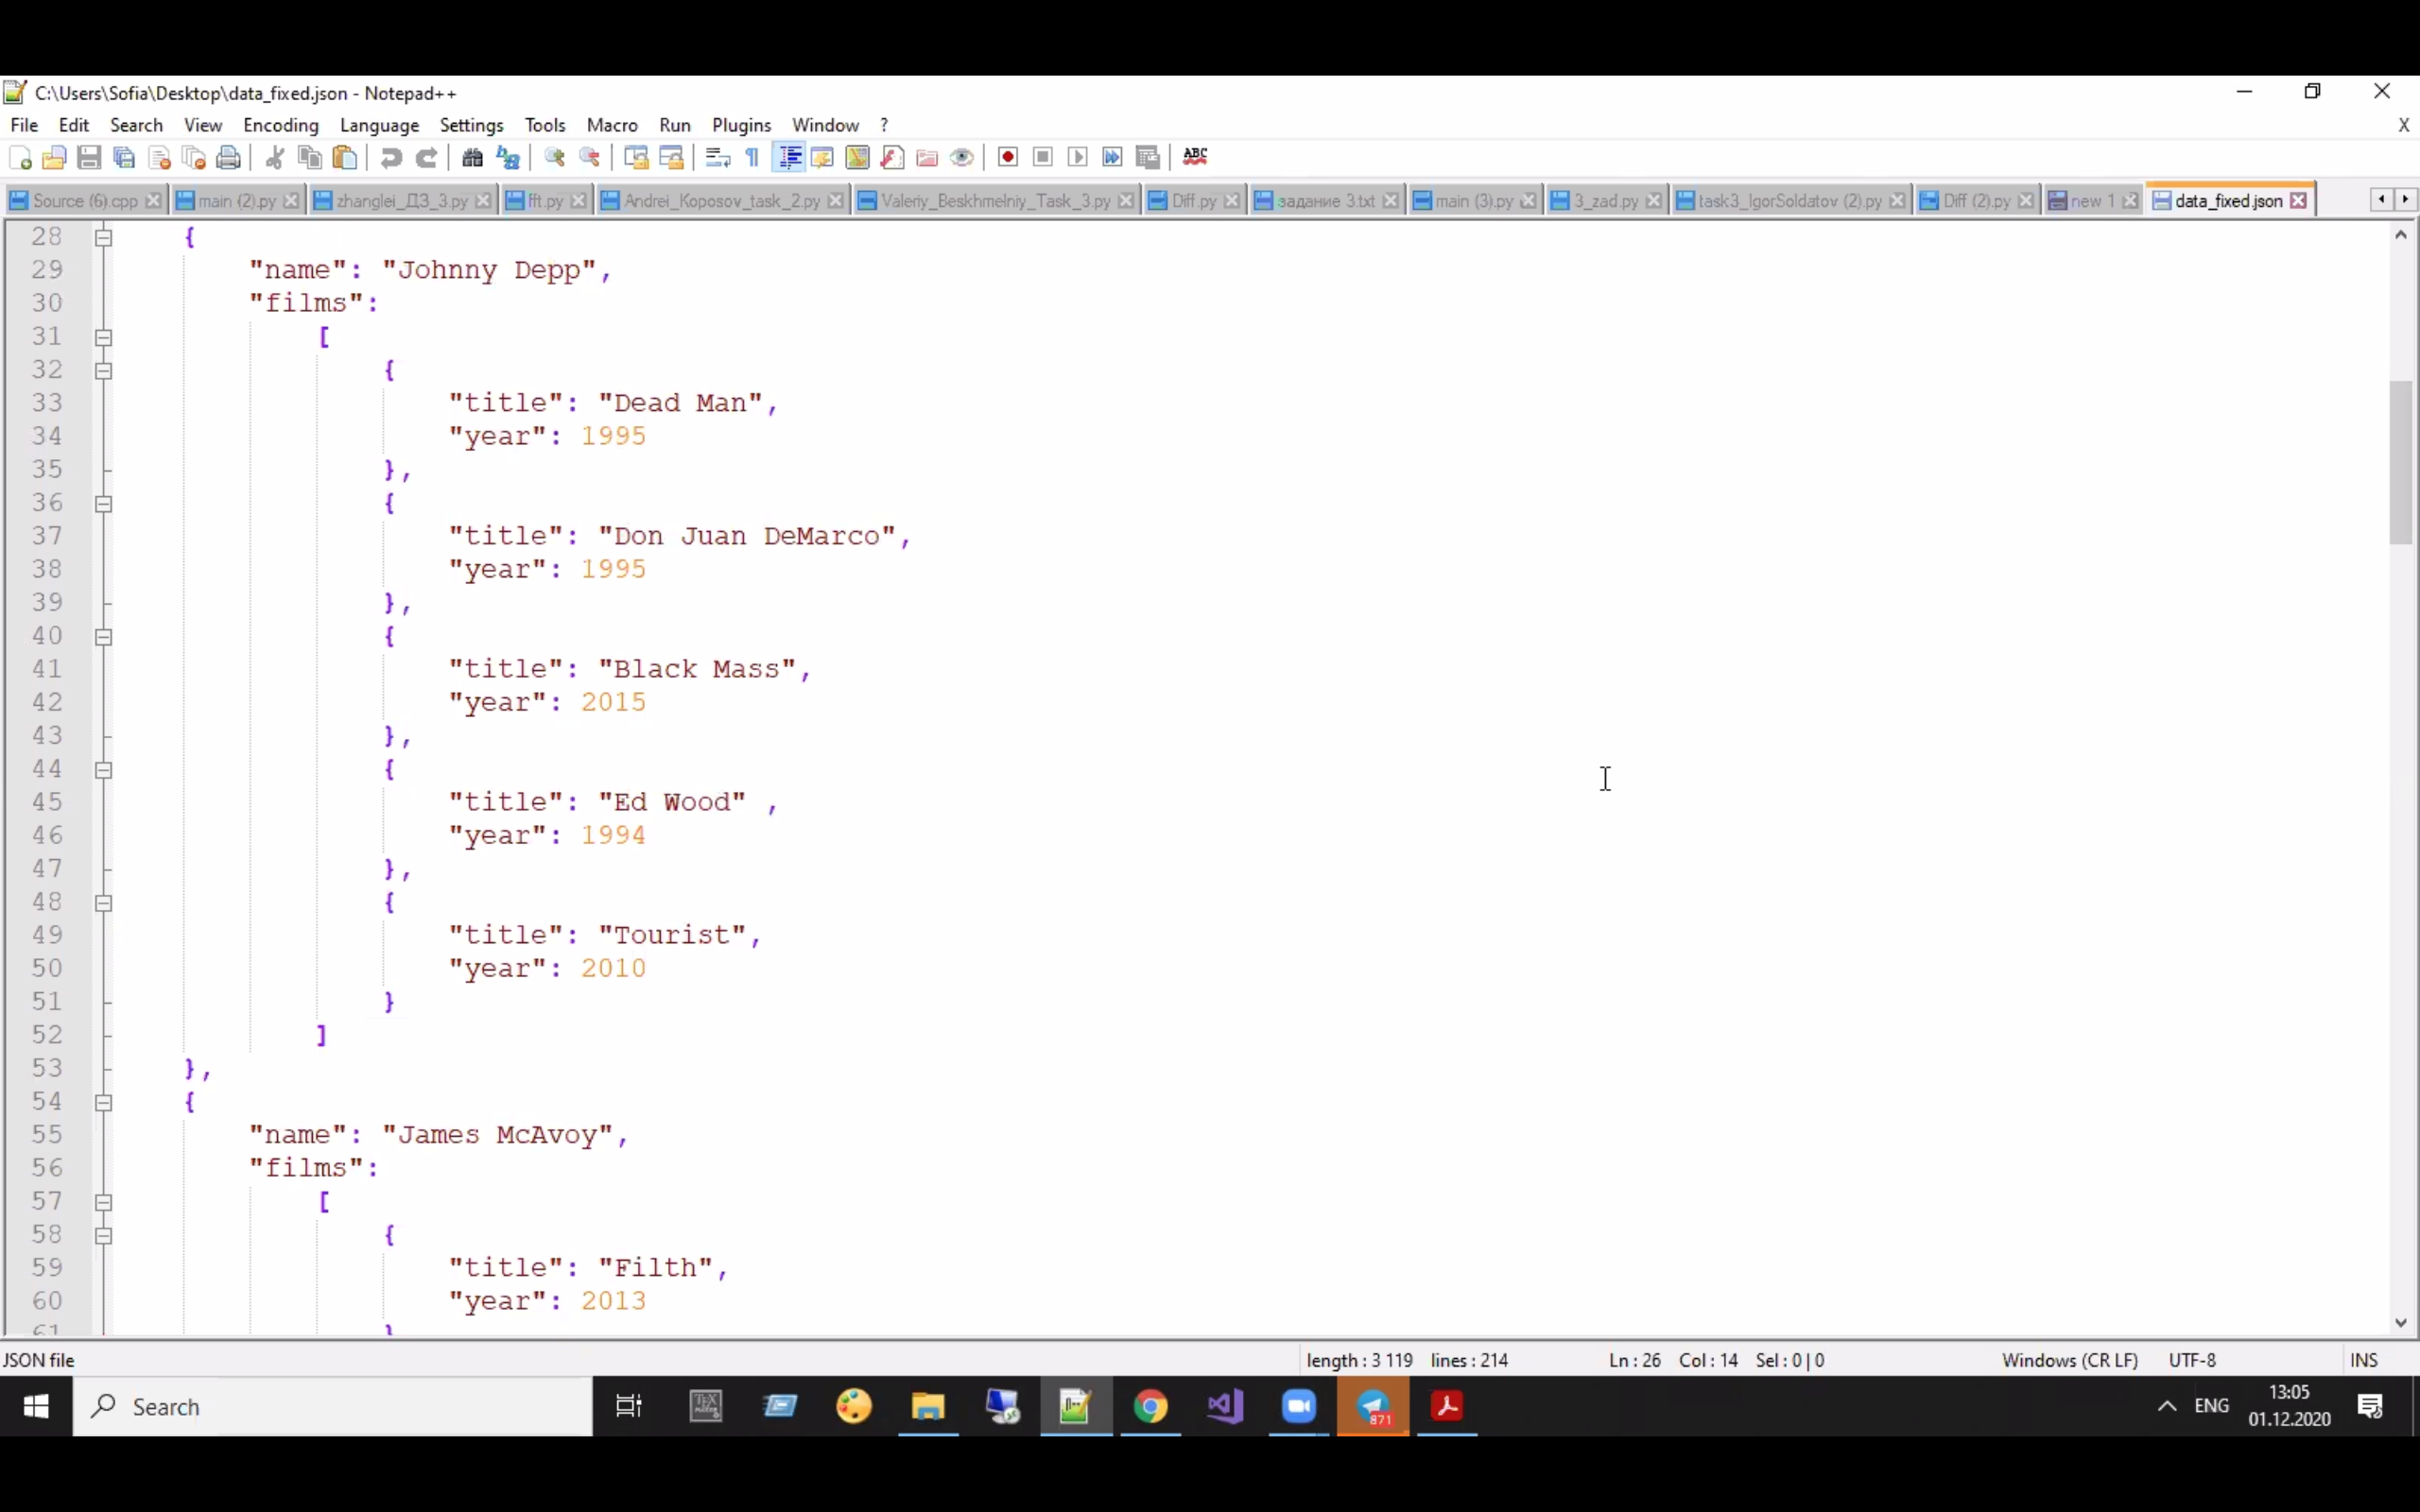 C:\Users\Sofia\Desktop\data_fixed.json - Notepad++
File Edit Search View Encoding Language Settings Tools Macro Run Plugins Window ? X
ABC
Source (6).cpp main (2).py zhanglei_ДЗ_3.py fft.py Andrei_Koposov_task_2.py Valeriy_Beskhmelniy_Task_3.py Diff.py задание 3.txt main (3).py 3_zad.py task3_IgorSoldatov (2).py Diff (2).py new 1 data_fixed.json
28 {
29 "name": "Johnny Depp",
30 "films":
31 [
32 {
33 "title": "Dead Man",
34 "year": 1995
35 },
36 {
37 "title": "Don Juan DeMarco",
38 "year": 1995
39 },
40 {
41 "title": "Black Mass",
42 "year": 2015
43 },
44 {
45 "title": "Ed Wood" ,
46 "year": 1994
47 },
48 {
49 "title": "Tourist",
50 "year": 2010
51 }
52 ]
53 },
54 {
55 "name": "James McAvoy",
56 "films":
57 [
58 {
59 "title": "Filth",
60 "year": 2013
61 }
JSON file length : 3 119 lines : 214 Ln : 26 Col : 14 Sel : 0 | 0 Windows (CR LF) UTF-8 INS
Search 871 ENG 13:05
01.12.2020